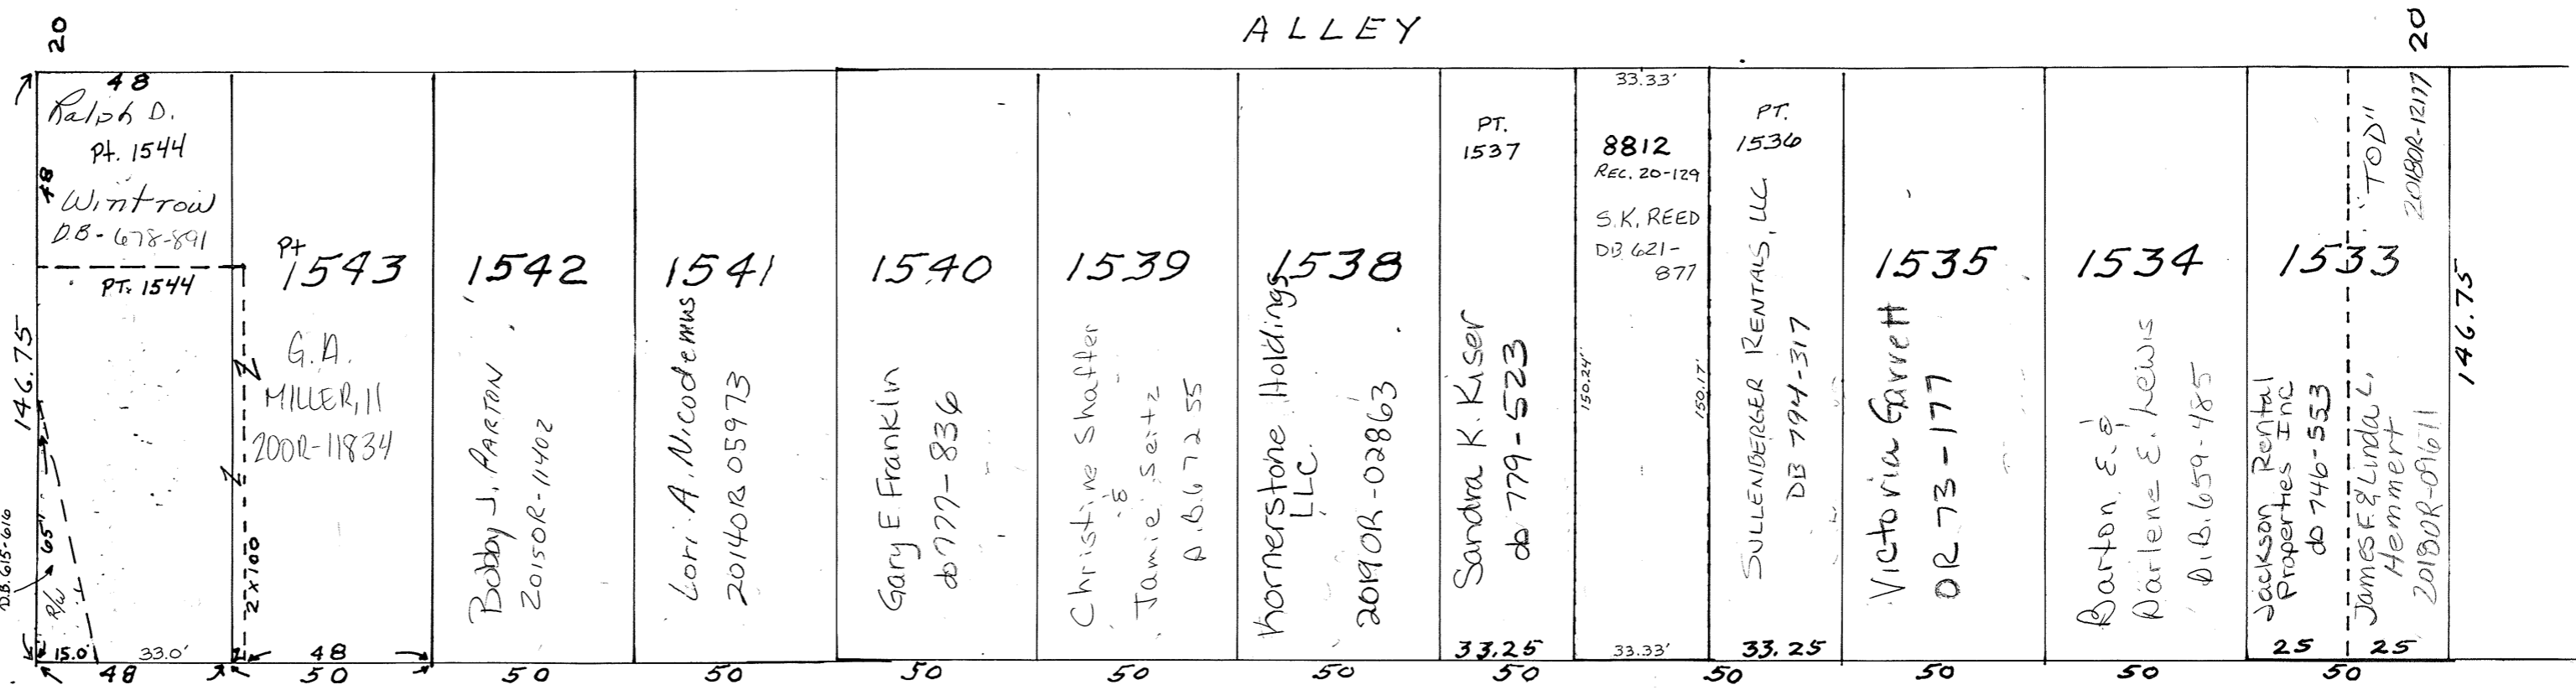 ALLEY
20
20
48
Ralph D.
Pt. 1544
48
Wintrow
D.B - 678-891
PT. 1544
146.75
R/W
65'
D.B. 615-616
15.0'
33.0'
48
Pt
1543
G.A.
MILLER, II
200R-11834
2 x 100
2
48
50
1542
Bobby J. PARTON
2015OR-11402
50
1541
Lori A. Nicodemus
2014OR 05973
50
1540
Gary E. Franklin
db 777-836
50
1539
Christine Shaffer
&
Jamie Seitz
D.B. 672 55
50
1538
Kornerstone Holdings
LLC.
2019OR-02863
50
PT.
1537
Sandra K. Kiser
db 779-523
33.25
50
33.33'
8812
REC. 20-129
S.K. REED
DB 621-
877
150.24'
150.17'
33.33'
PT.
1536
SULLENBERGER RENTALS, LLC.
DB 794-317
33.25
50
1535
Victoria Garrett
OR 73-177
50
1534
Barton E. &
Darlene E. Lewis
D.B. 659-485
50
1533
Jackson Rental
Properties Inc
db 746-553
25
James F. & Linda L.
Hemmert
2018OR-09611
"TOD"
2018OR-12177
25
50
146.75